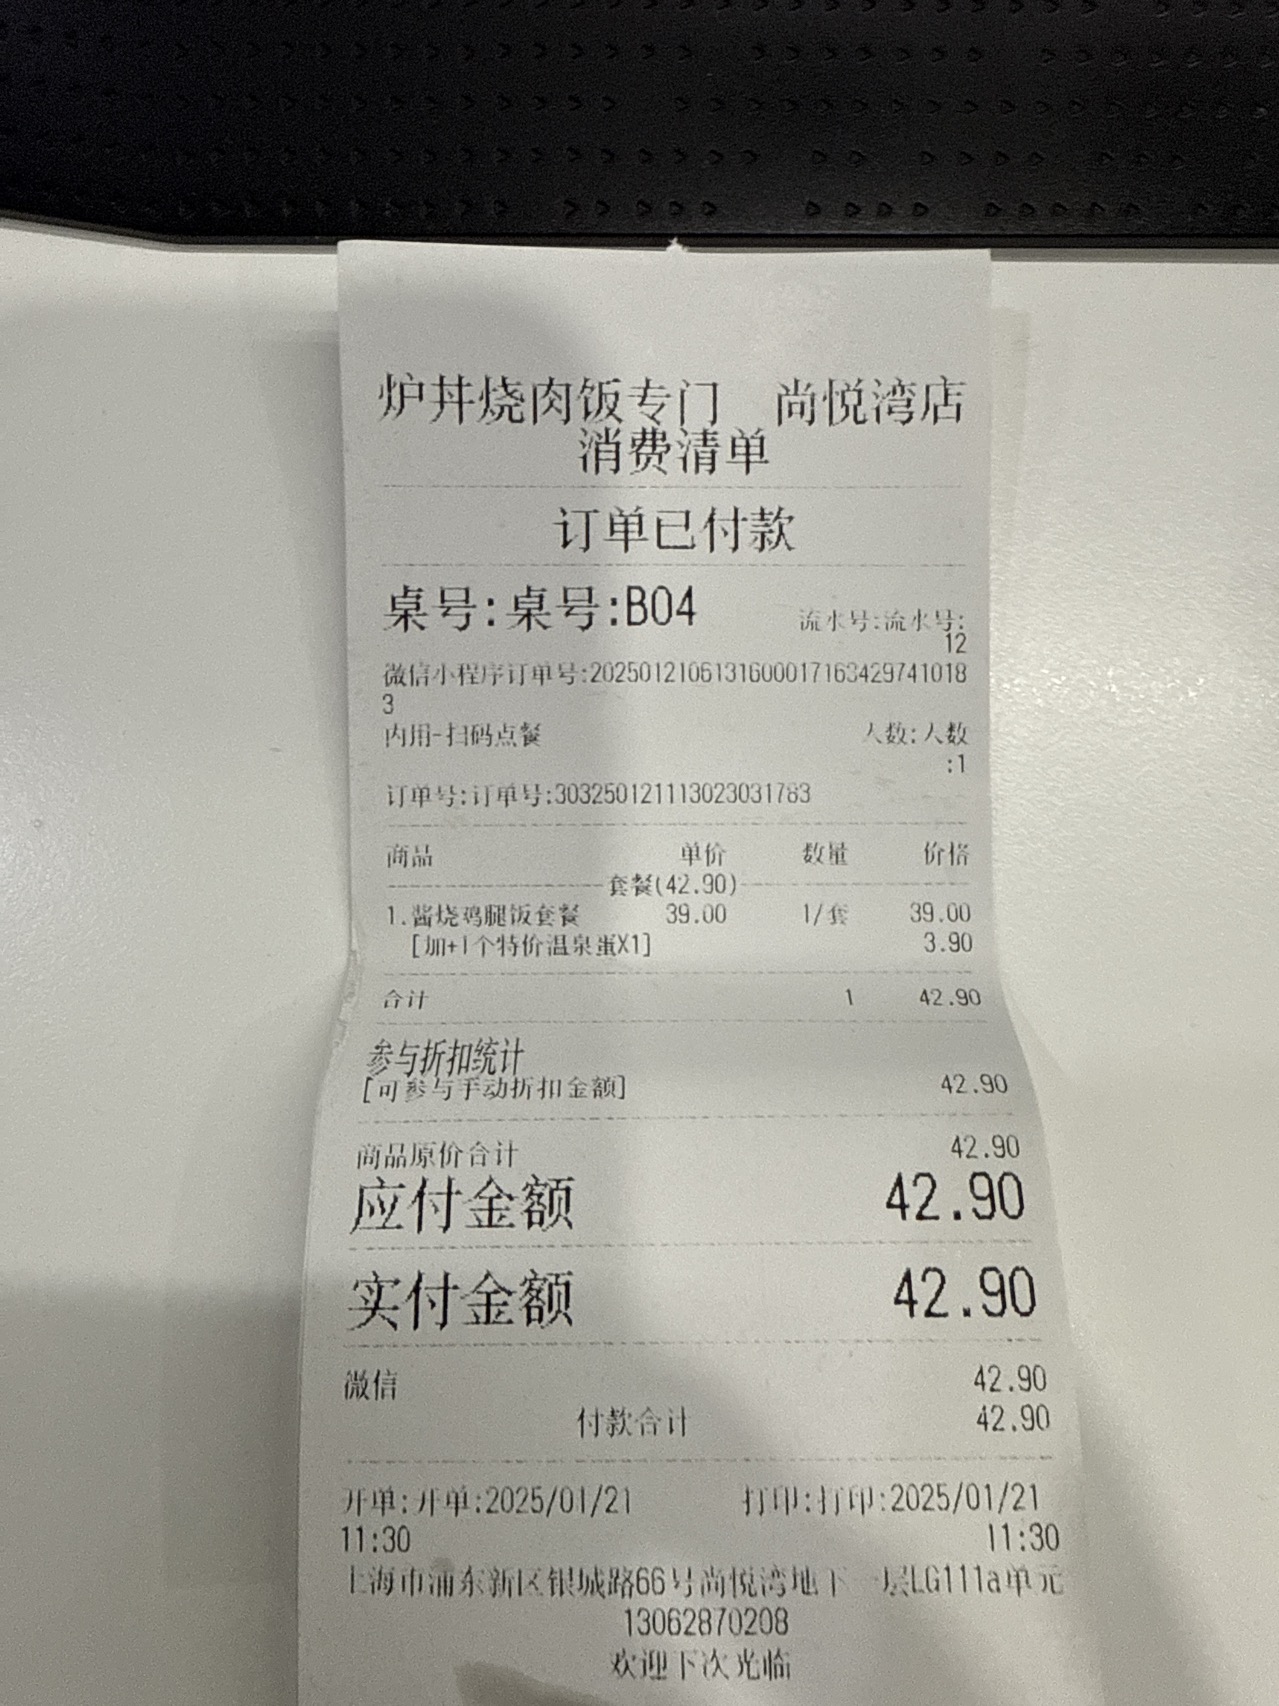 炉丼烧肉饭专门 尚悦湾店
消费清单
订单已付款
桌号:桌号:B04 流水号:流水号:
12
微信小程序订单号:2025012106131600017163429741018
3
内用-扫码点餐 人数:人数
:1
订单号:订单号:303250121113023031783
商品 单价 数量 价格
套餐(42.90)
1.酱烧鸡腿饭套餐 39.00 1/套 39.00
[加+1个特价温泉蛋X1] 3.90
合计 1 42.90
参与折扣统计
[可参与手动折扣金额] 42.90
商品原价合计 42.90
应付金额 42.90
实付金额 42.90
微信 42.90
付款合计 42.90
开单:开单:2025/01/21 打印:打印:2025/01/21
11:30 11:30
上海市浦东新区银城路66号尚悦湾地下一层LG111a单元
13062870208
欢迎下次光临